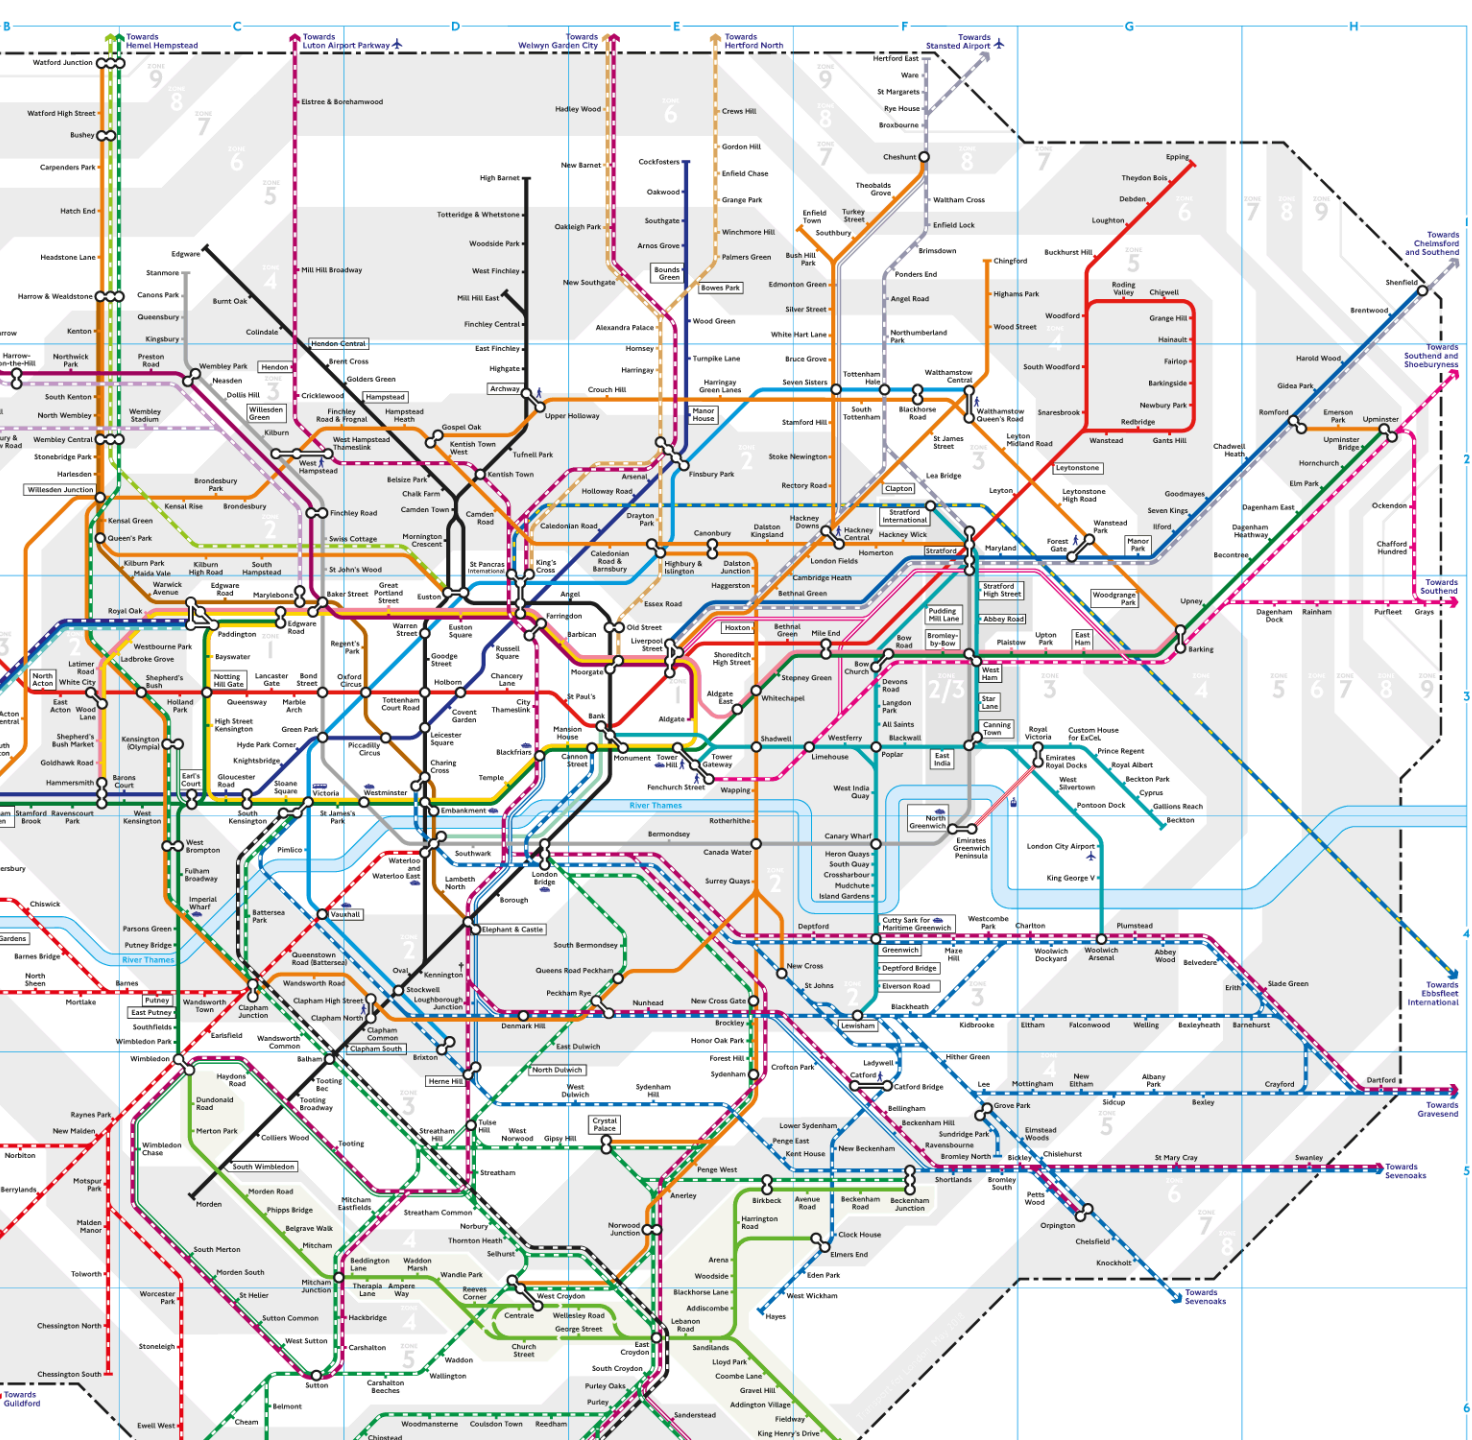 B
C
D
E
F
G
H
Towards
Hemel Hempstead
Towards
Luton Airport Parkway
Towards
Welwyn Garden City
Towards
Hertford North
Towards
Stansted Airport
Watford Junction
Watford High Street
Bushey
Carpenders Park
Hatch End
Headstone Lane
Harrow & Wealdstone
Kenton
Harrow-
on-the-Hill
Northwick
Park
Preston
Road
South Kenton
North Wembley
Wembley
Stadium
Wembley Central
Stonebridge Park
Harlesden
Willesden Junction
Kensal Green
Queen's Park
Elstree & Borehamwood
Mill Hill Broadway
Hendon
Cricklewood
Edgware
Burnt Oak
Colindale
Hendon Central
Brent Cross
Golders Green
Hampstead
Stanmore
Canons Park
Queensbury
Kingsbury
Wembley Park
Neasden
Dollis Hill
Willesden
Green
Kilburn
West
Hampstead
West Hampstead
Thameslink
Finchley
Road & Frognal
Hampstead
Heath
Gospel Oak
Kentish Town
West
Belsize Park
Chalk Farm
Camden Town
Camden
Road
Mornington
Crescent
Finchley Road
Swiss Cottage
St John's Wood
Brondesbury
Park
Brondesbury
Kensal Rise
Kilburn
High Road
South
Hampstead
Kilburn Park
Maida Vale
Warwick
Avenue
Edgware
Road
Marylebone
Baker Street
Great
Portland
Street
Royal Oak
Paddington
Edgware
Road
High Barnet
Totteridge & Whetstone
Woodside Park
West Finchley
Mill Hill East
Finchley Central
East Finchley
Highgate
Archway
Upper Holloway
Tufnell Park
Kentish Town
Hadley Wood
New Barnet
Oakleigh Park
New Southgate
Alexandra Palace
Hornsey
Harringay
Crouch Hill
Harringay
Green Lanes
Cockfosters
Oakwood
Southgate
Arnos Grove
Bounds
Green
Wood Green
Turnpike Lane
Manor
House
Finsbury Park
Arsenal
Holloway Road
Caledonian Road
Drayton
Park
Crews Hill
Gordon Hill
Enfield Chase
Grange Park
Winchmore Hill
Palmers Green
Bowes Park
Hertford East
Ware
St Margarets
Rye House
Broxbourne
Cheshunt
Theobalds
Grove
Turkey
Street
Southbury
Enfield
Town
Bush Hill
Park
Waltham Cross
Enfield Lock
Brimsdown
Ponders End
Angel Road
Northumberland
Park
Edmonton Green
Silver Street
White Hart Lane
Bruce Grove
Seven Sisters
Tottenham
Hale
South
Tottenham
Blackhorse
Road
Walthamstow
Central
Walthamstow
Queen's Road
Chingford
Highams Park
Wood Street
Stamford Hill
Stoke Newington
Rectory Road
St James
Street
Leyton
Midland Road
Lea Bridge
Clapton
Hackney
Downs
Hackney
Central
London Fields
Homerton
Hackney Wick
Stratford
International
Stratford
Maryland
Epping
Theydon Bois
Debden
Loughton
Buckhurst Hill
Roding
Valley
Chigwell
Woodford
Grange Hill
Hainault
Fairlop
Barkingside
Newbury Park
South Woodford
Snaresbrook
Wanstead
Redbridge
Gants Hill
Leytonstone
Leyton
Leytonstone
High Road
Wanstead
Park
Forest
Gate
Manor
Park
Ilford
Seven Kings
Goodmayes
Chadwell
Heath
Romford
Gidea Park
Harold Wood
Brentwood
Shenfield
Towards
Chelmsford
and Southend
Towards
Southend and
Shoeburyness
Towards
Southend
Emerson
Park
Upminster
Upminster
Bridge
Hornchurch
Elm Park
Dagenham East
Dagenham
Heathway
Becontree
Upney
Barking
Ockendon
Chafford
Hundred
Dagenham
Dock
Rainham
Purfleet
Grays
Woodgrange
Park
St Pancras
International
King's
Cross
Euston
Caledonian
Road &
Barnsbury
Highbury &
Islington
Canonbury
Dalston
Kingsland
Dalston
Junction
Haggerston
Essex Road
Cambridge Heath
Bethnal Green
Angel
Old Street
Farringdon
Barbican
Moorgate
Liverpool
Street
Hoxton
Shoreditch
High Street
Bethnal
Green
Mile End
Stepney Green
Whitechapel
Aldgate
East
Aldgate
Pudding
Mill Lane
Bow
Road
Bow
Church
Bromley-
by-Bow
Stratford
High Street
Abbey Road
Plaistow
Upton
Park
East
Ham
West
Ham
Star
Lane
Canning
Town
Devons
Road
Langdon
Park
All Saints
Blackwall
Poplar
Westferry
Limehouse
East
India
Royal
Victoria
Custom House
for ExCeL
Prince Regent
Royal Albert
Beckton Park
Cyprus
Gallions Reach
Beckton
Emirates
Royal Docks
West
Silvertown
Pontoon Dock
London City Airport
King George V
Emirates
Greenwich
Peninsula
North
Greenwich
Canary Wharf
Heron Quays
South Quay
Crossharbour
Mudchute
Island Gardens
West India
Quay
Shadwell
Wapping
Rotherhithe
Canada Water
Bermondsey
Surrey Quays
Tower
Hill
Tower
Gateway
Fenchurch Street
Monument
Bank
Mansion
House
Cannon
Street
Blackfriars
Temple
City
Thameslink
St Paul's
Chancery
Lane
Holborn
Russell
Square
Euston
Square
Warren
Street
Goodge
Street
Tottenham
Court Road
Covent
Garden
Leicester
Square
Charing
Cross
Embankment
Piccadilly
Circus
Oxford
Circus
Regent's
Park
Bond
Street
Marble
Arch
Lancaster
Gate
Queensway
Notting
Hill Gate
Bayswater
Westbourne Park
Ladbroke Grove
Latimer
Road
White City
Wood
Lane
East
Acton
North
Acton
Shepherd's
Bush
Holland
Park
Shepherd's
Bush Market
Goldhawk Road
Hammersmith
Kensington
(Olympia)
High Street
Kensington
Hyde Park Corner
Knightsbridge
Green Park
Barons
Court
Earl's
Court
Gloucester
Road
South
Kensington
Sloane
Square
Victoria
St James's
Park
Westminster
Stamford
Brook
Ravenscourt
Park
West
Kensington
West
Brompton
Fulham
Broadway
Imperial
Wharf
Parsons Green
Putney Bridge
River Thames
River Thames
Pimlico
Battersea
Park
Vauxhall
Waterloo
and
Waterloo East
Southwark
Lambeth
North
London
Bridge
Borough
Elephant & Castle
Kennington
Oval
Stockwell
Queenstown
Road (Battersea)
Wandsworth Road
Clapham High Street
Clapham North
Clapham
Common
Clapham South
Clapham
Junction
Loughborough
Junction
Brixton
Denmark Hill
Peckham Rye
Queens Road Peckham
South Bermondsey
Nunhead
East Dulwich
North Dulwich
Herne Hill
Tulse
Hill
West
Dulwich
Sydenham
Hill
Chiswick
Gardens
Barnes Bridge
North
Sheen
Mortlake
Barnes
Putney
East Putney
Southfields
Wimbledon Park
Wimbledon
Wandsworth
Town
Earlsfield
Wandsworth
Common
Balham
Tooting
Bec
Tooting
Broadway
Colliers Wood
South Wimbledon
Morden
Haydons
Road
Tooting
Streatham
Hill
Streatham
Streatham Common
Norbury
Thornton Heath
Selhurst
West
Norwood
Gipsy Hill
Crystal
Palace
Deptford
New Cross
New Cross Gate
Brockley
Honor Oak Park
Forest Hill
Sydenham
Penge West
Anerley
Norwood
Junction
Cutty Sark for
Maritime Greenwich
Greenwich
Deptford Bridge
Elverson Road
Lewisham
St Johns
Blackheath
Maze
Hill
Westcombe
Park
Charlton
Woolwich
Dockyard
Woolwich
Arsenal
Plumstead
Abbey
Wood
Belvedere
Erith
Slade Green
Barnehurst
Bexleyheath
Welling
Falconwood
Eltham
Kidbrooke
Dartford
Towards
Gravesend
Towards
Ebbsfleet
International
Crayford
Bexley
Albany
Park
Sidcup
New
Eltham
Mottingham
Lee
Hither Green
Ladywell
Catford
Catford Bridge
Crofton Park
Bellingham
Beckenham Hill
Ravensbourne
Lower Sydenham
Penge East
Kent House
New Beckenham
Grove Park
Sundridge Park
Bromley North
Elmstead
Woods
Chislehurst
Bickley
Bromley
South
Shortlands
Petts
Wood
Orpington
Chelsfield
Knockholt
Towards
Sevenoaks
St Mary Cray
Swanley
Towards
Sevenoaks
Beckenham
Junction
Beckenham
Road
Avenue
Road
Birkbeck
Harrington
Road
Clock House
Elmers End
Eden Park
West Wickham
Hayes
Arena
Woodside
Blackhorse Lane
Addiscombe
Lebanon
Road
Sandilands
Lloyd Park
Coombe Lane
Gravel Hill
Addington Village
Fieldway
King Henry's Drive
East
Croydon
South Croydon
Purley Oaks
Purley
Sanderstead
West Croydon
Wellesley Road
George Street
Church
Street
Centrale
Reeves
Corner
Wandle Park
Waddon
Marsh
Ampere
Way
Therapia
Lane
Beddington
Lane
Mitcham
Junction
Mitcham
Belgrave Walk
Phipps Bridge
Morden Road
Merton Park
Dundonald
Road
Mitcham
Eastfields
Hackbridge
Carshalton
Carshalton
Beeches
Wallington
Waddon
Sutton
West Sutton
Sutton Common
St Helier
Morden South
South Merton
Wimbledon
Chase
Raynes Park
New Malden
Norbiton
Berrylands
Motspur
Park
Malden
Manor
Tolworth
Chessington North
Chessington South
Worcester
Park
Stoneleigh
Ewell West
Cheam
Belmont
Towards
Guildford
Woodmansterne
Coulsdon Town
Reedham
Chipstead
1
2
3
4
5
6